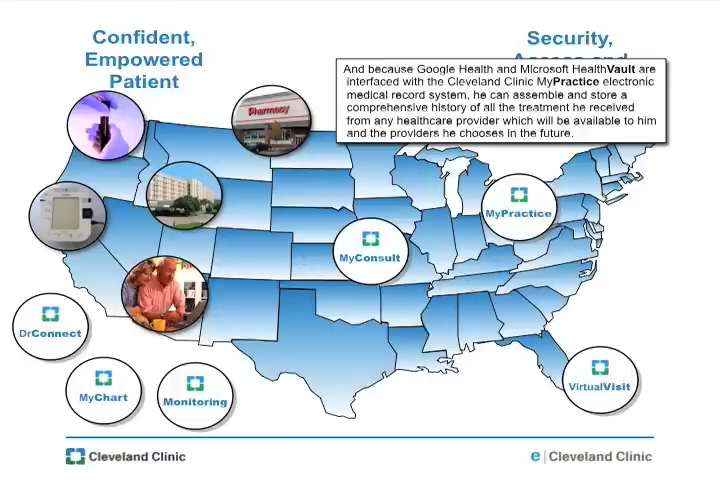 Confident,
Empowered
Patient
Security,
And because Google Health and Microsoft HealthVault are
interfaced with the Cleveland Clinic MyPractice electronic
medical record system, he can assemble and store a
comprehensive history of all the treatment he received
from any healthcare provider which will be available to him
and the providers he chooses in the future.
Pharmacy
MyPractice
MyConsult
DrConnect
MyChart
Monitoring
VirtualVisit
Cleveland Clinic
e | Cleveland Clinic